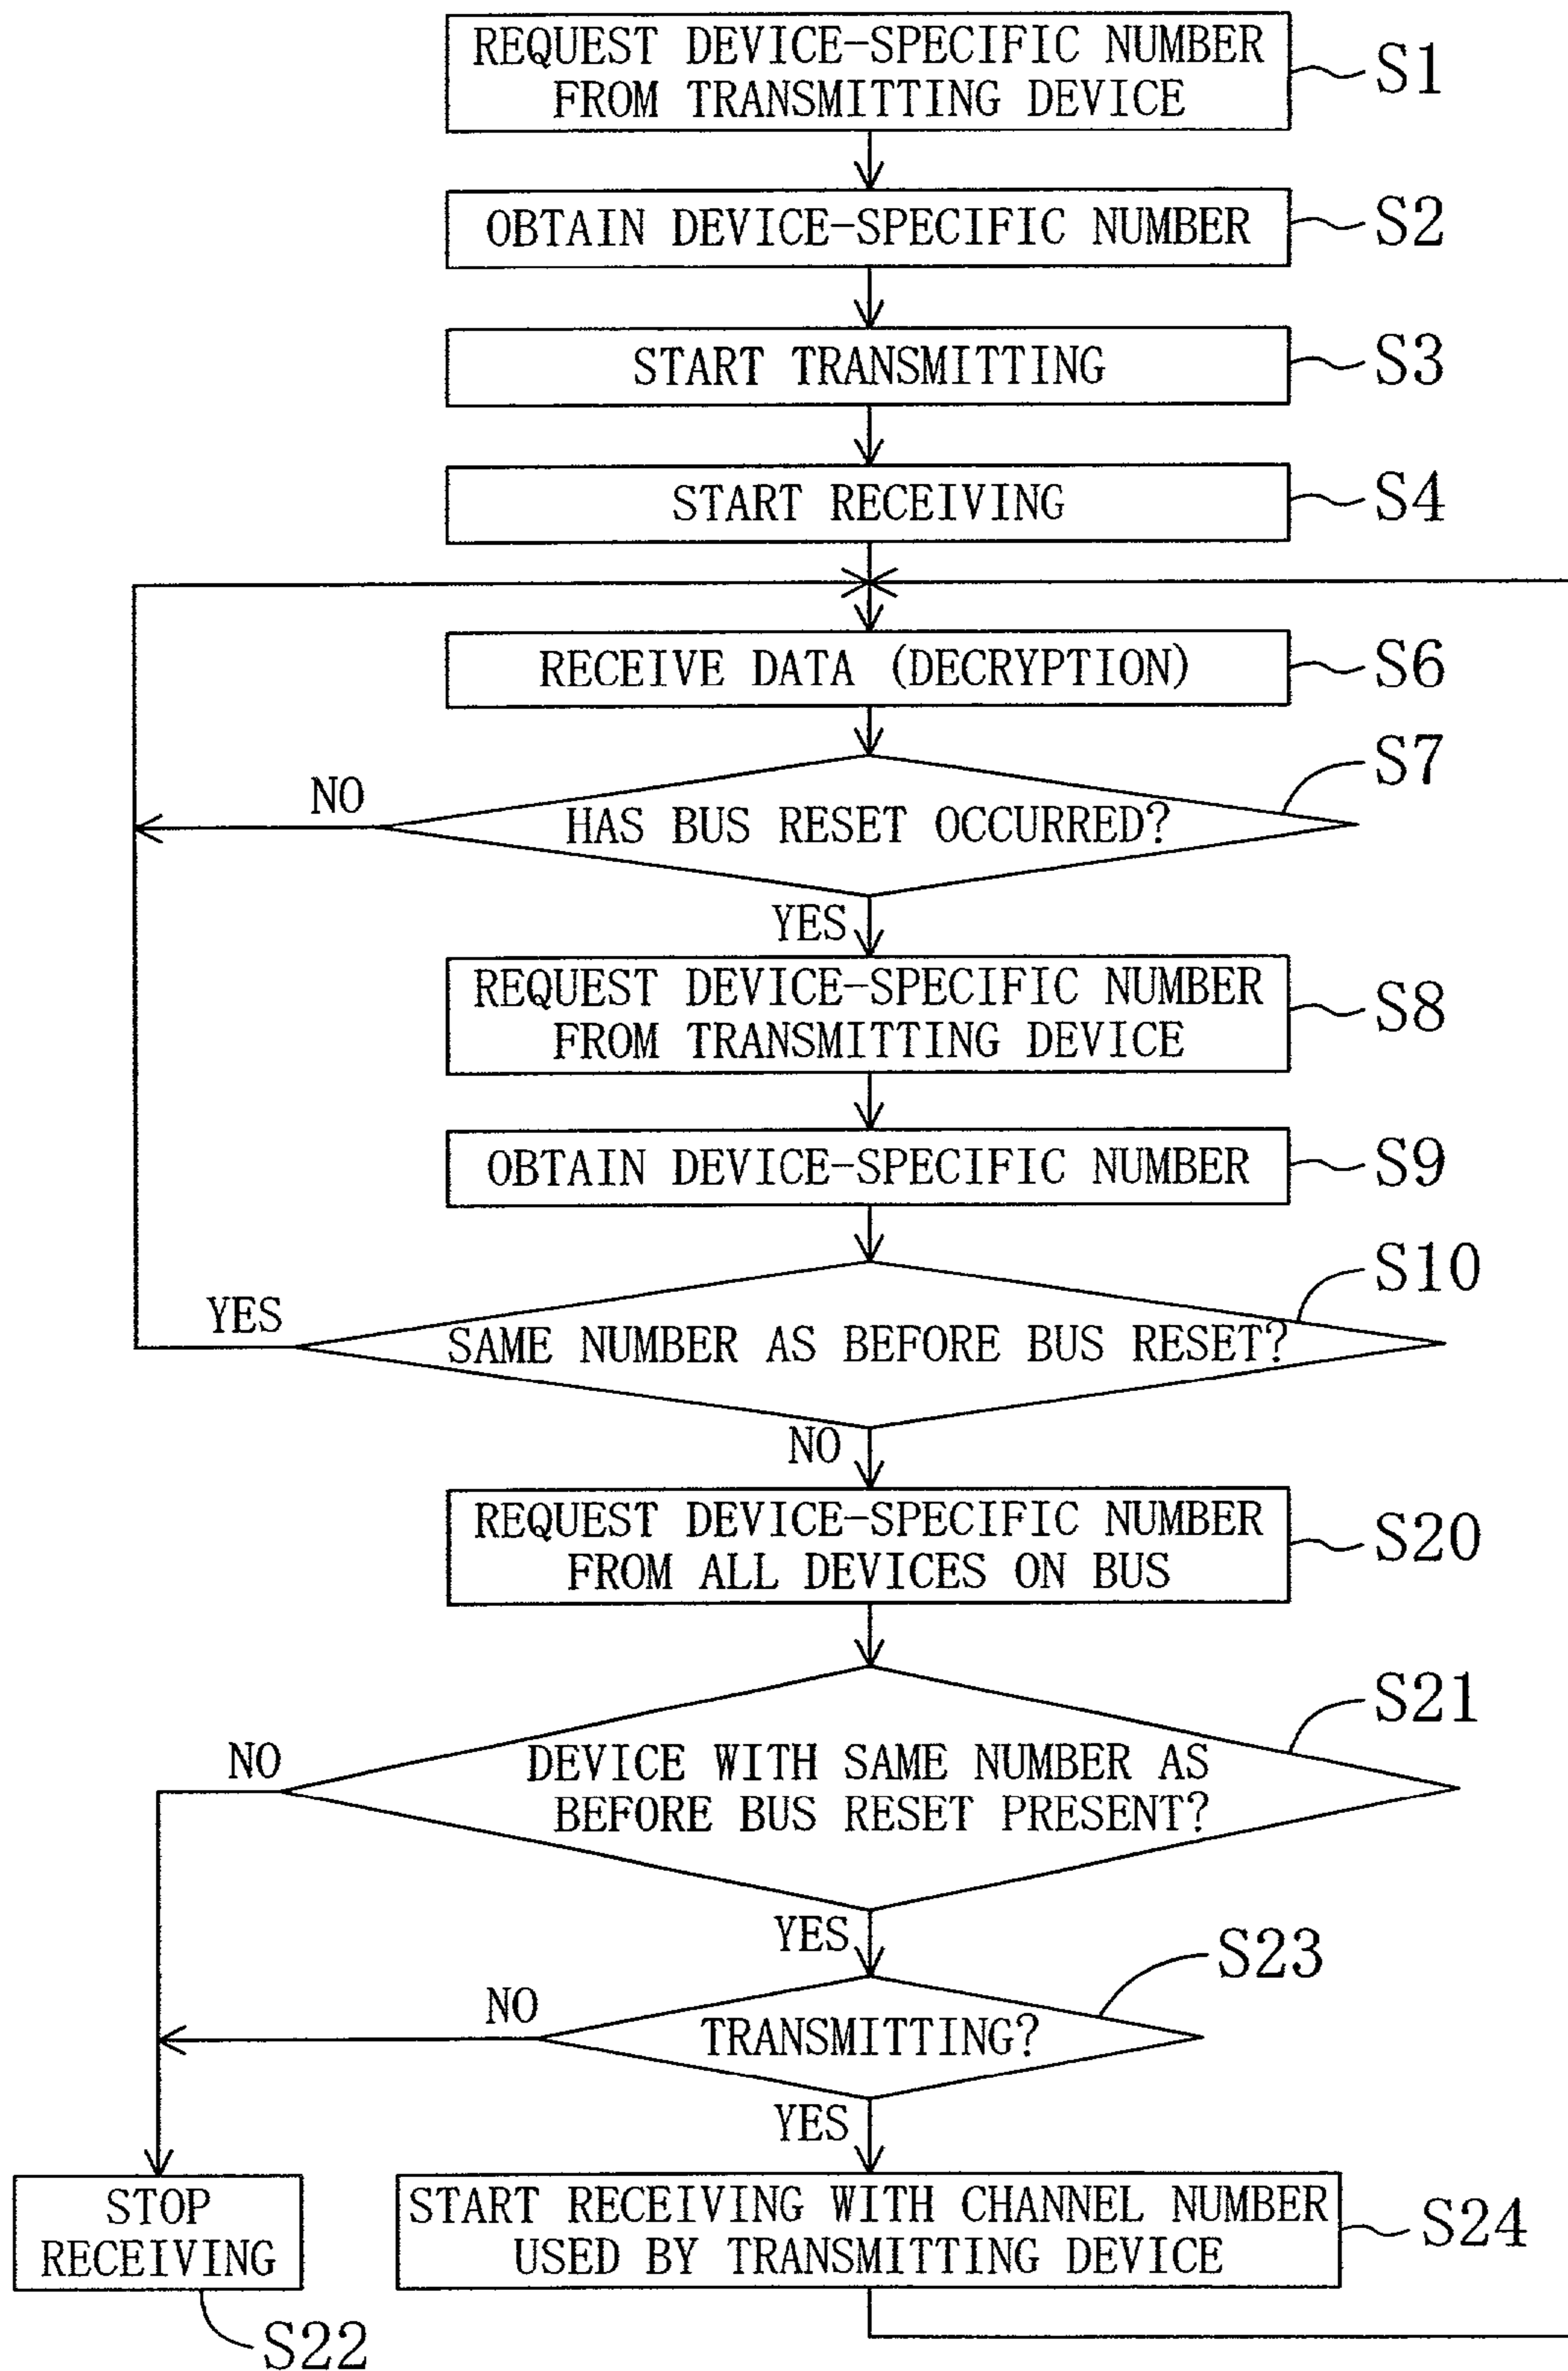 REQUEST DEVICE-SPECIFIC NUMBER
FROM TRANSMITTING DEVICE
S1
OBTAIN DEVICE-SPECIFIC NUMBER
S2
START TRANSMITTING
S3
START RECEIVING
S4
RECEIVE DATA (DECRYPTION)
S6
S7
NO
HAS BUS RESET OCCURRED?
YES
REQUEST DEVICE-SPECIFIC NUMBER
FROM TRANSMITTING DEVICE
S8
OBTAIN DEVICE-SPECIFIC NUMBER
S9
S10
YES
SAME NUMBER AS BEFORE BUS RESET?
NO
REQUEST DEVICE-SPECIFIC NUMBER
FROM ALL DEVICES ON BUS
S20
S21
NO
DEVICE WITH SAME NUMBER AS
BEFORE BUS RESET PRESENT?
YES
S23
NO
TRANSMITTING?
YES
STOP
RECEIVING
S22
START RECEIVING WITH CHANNEL NUMBER
USED BY TRANSMITTING DEVICE
S24